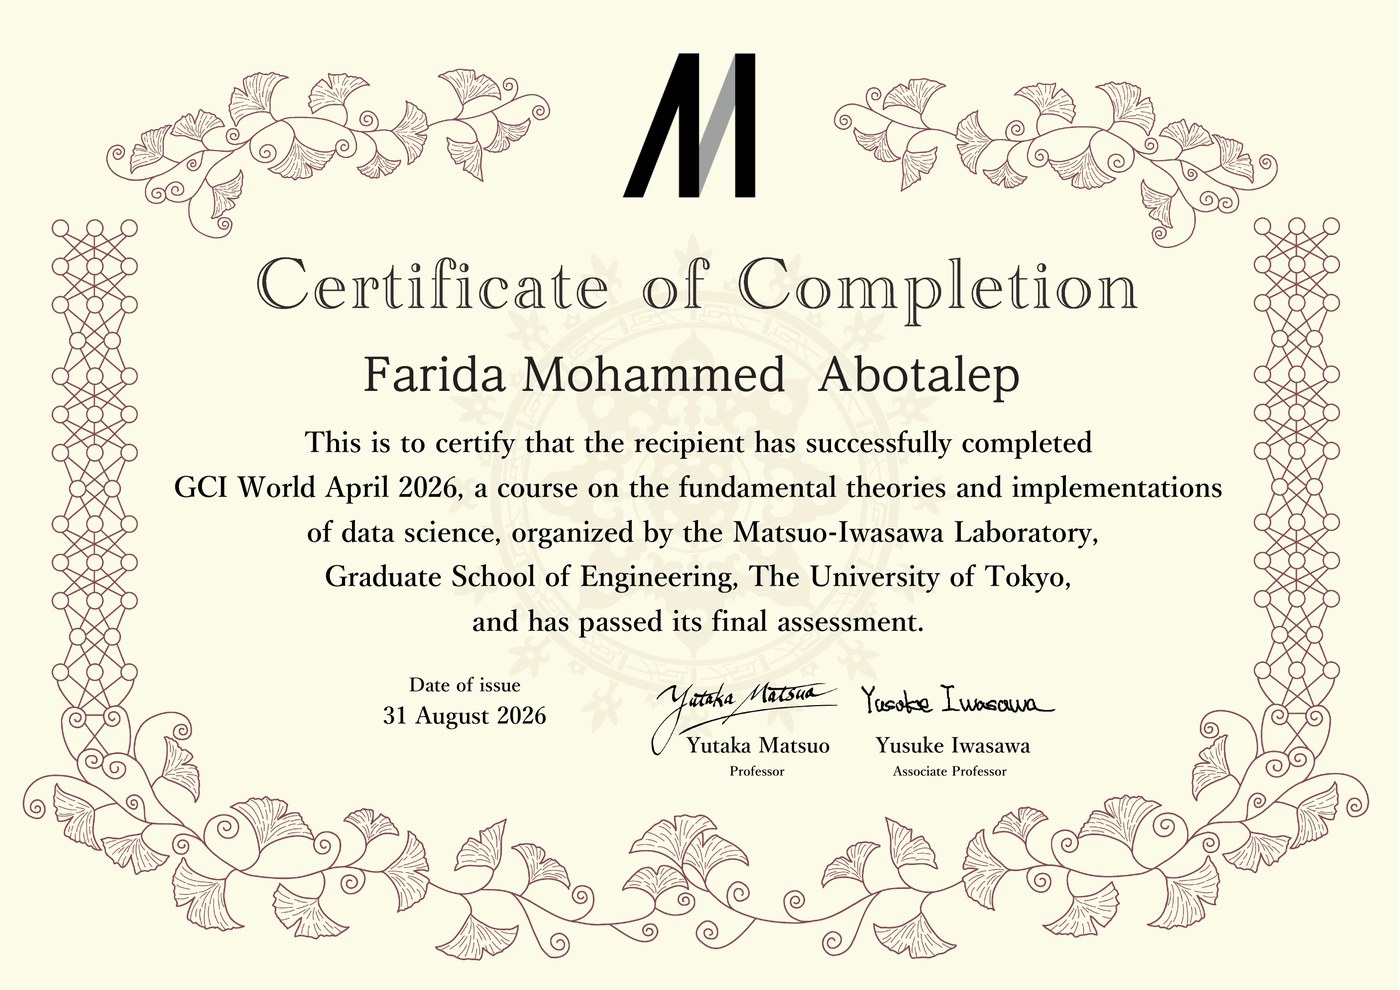 Certificate of Completion
Farida Mohammed Abotalep
This is to certify that the recipient has successfully completed
GCI World April 2026, a course on the fundamental theories and implementations
of data science, organized by the Matsuo-Iwasawa Laboratory,
Graduate School of Engineering, The University of Tokyo,
and has passed its final assessment.
Date of issue
31 August 2026
Yutaka Matsuo Yusuke Iwasawa
Yutaka Matsuo Yusuke Iwasawa
Professor Associate Professor